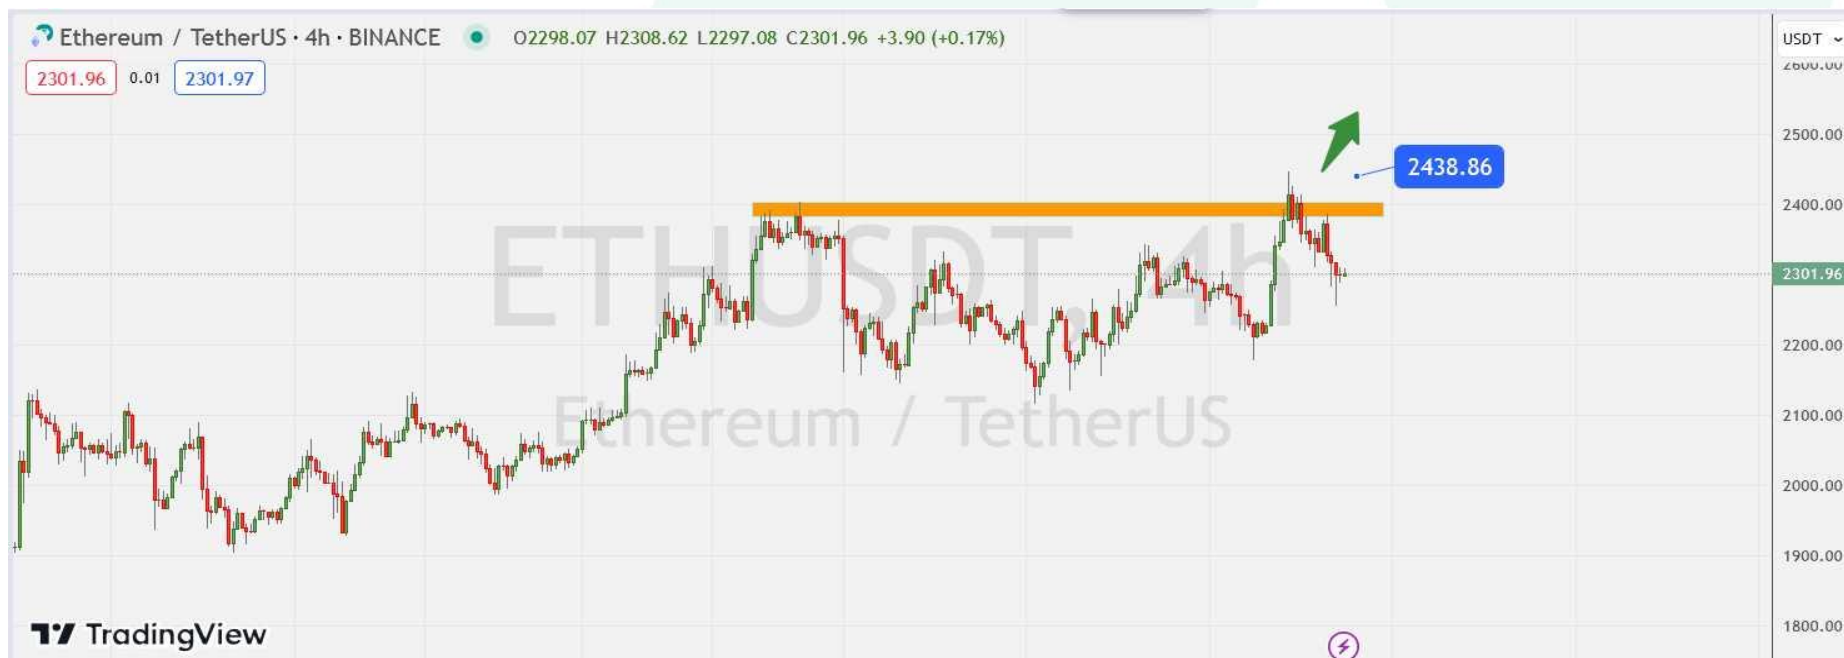 Ethereum / TetherUS · 4h · BINANCE O2298.07 H2308.62 L2297.08 C2301.96 +3.90 (+0.17%) USDT
2301.96 0.01 2301.97
2600.00
2500.00
2438.86
2400.00
ETHUSDT, 4h
2301.96
2200.00
Ethereum / TetherUS
2100.00
2000.00
1900.00
TradingView
1800.00